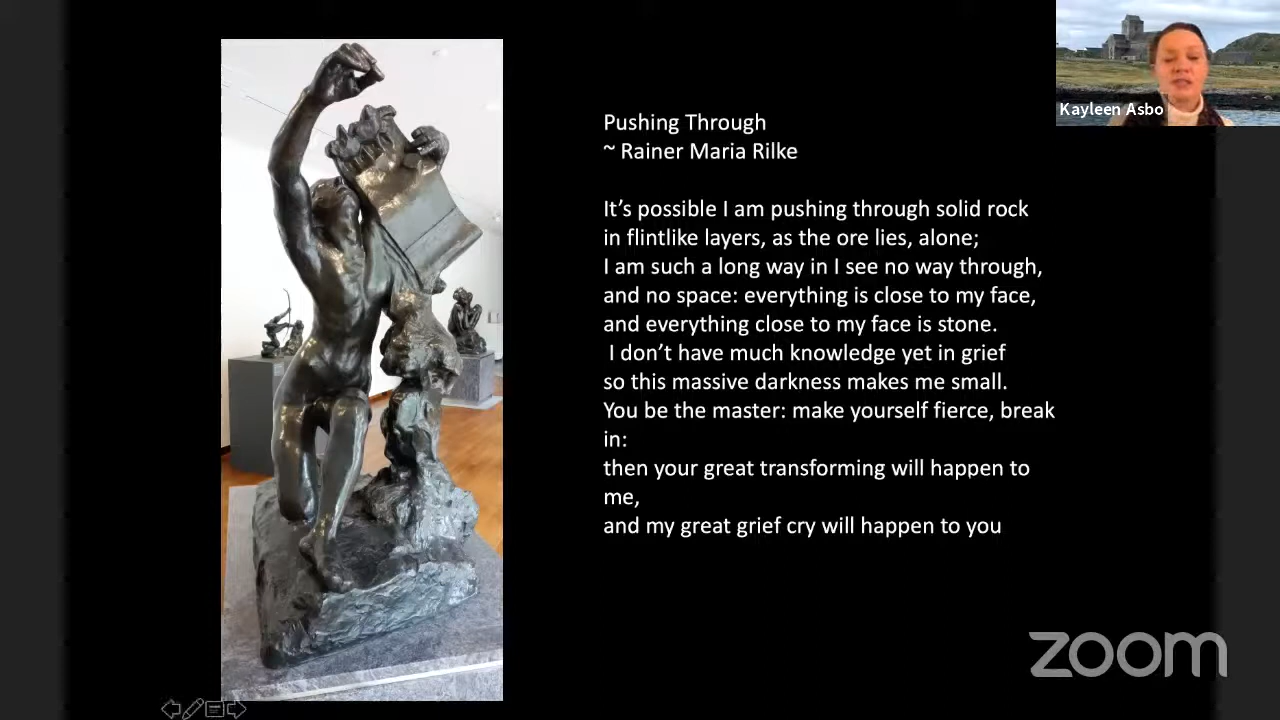 Kayleen Asbo
Pushing Through
~ Rainer Maria Rilke
It’s possible I am pushing through solid rock
in flintlike layers, as the ore lies, alone;
I am such a long way in I see no way through,
and no space: everything is close to my face,
and everything close to my face is stone.
I don’t have much knowledge yet in grief
so this massive darkness makes me small.
You be the master: make yourself fierce, break
in:
then your great transforming will happen to
me,
and my great grief cry will happen to you
zoom